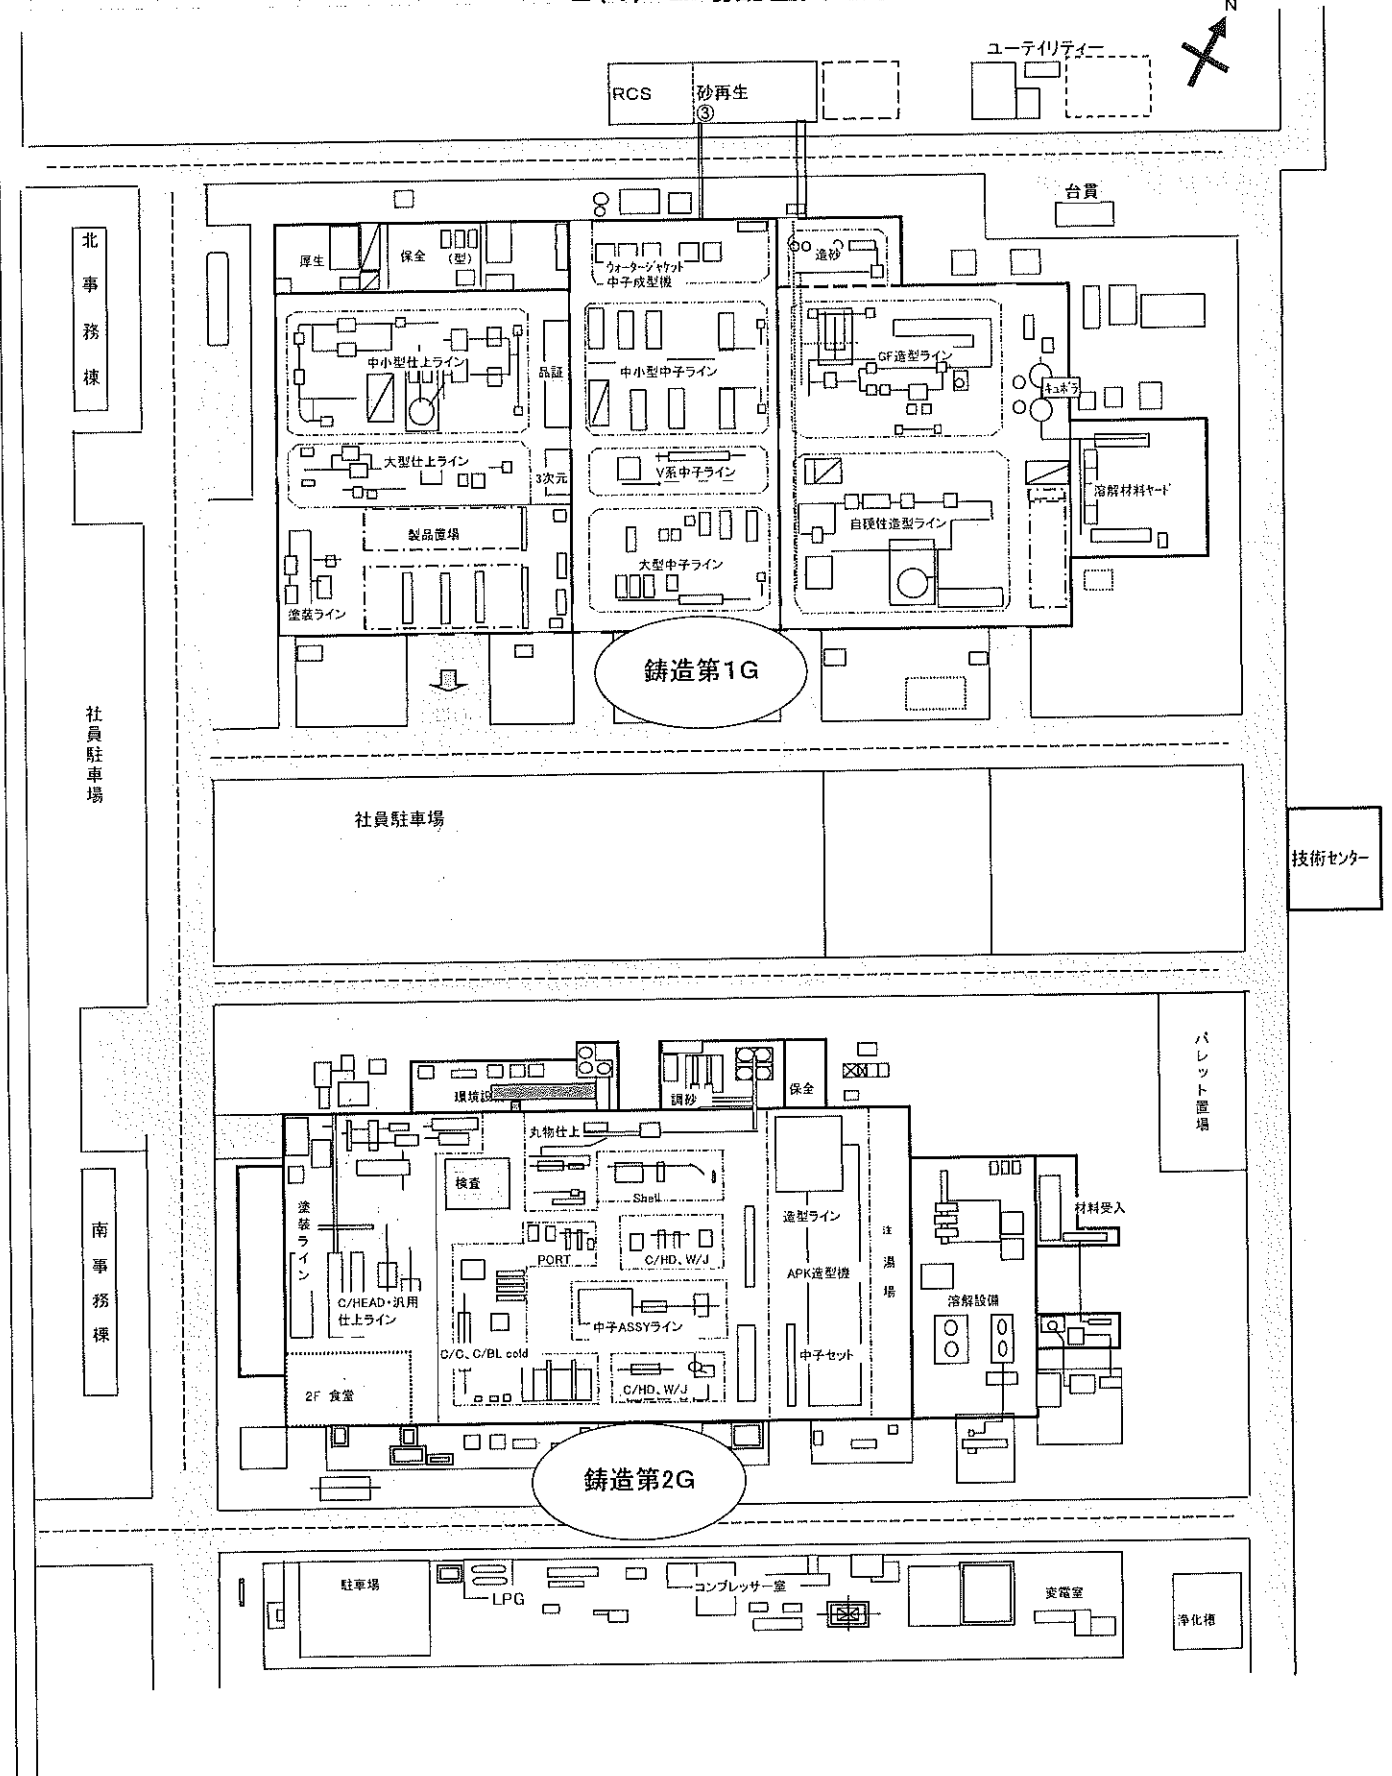 N
ユーティリティー
RCS
砂再生
③
台貫
北事務棟
厚生
保全
(型)
ウォータージャケット
中子成型機
造砂
中小型仕上ライン
品証
中小型中子ライン
GF造型ライン
キュポラ
大型仕上ライン
3次元
V系中子ライン
溶解材料ヤード
製品置場
自硬性造型ライン
大型中子ライン
塗装ライン
鋳造第1G
社員駐車場
社員駐車場
技術センター
パレット置場
環境設
調砂
保全
丸物仕上
検査
Shell
塗装ライン
造型ライン
材料受入
南事務棟
PORT
C/HD、W/J
注湯場
APK造型機
C/HEAD・汎用
仕上ライン
溶解設備
中子ASSYライン
C/C、C/BL cold
中子セット
2F 食堂
C/HD、W/J
鋳造第2G
駐車場
LPG
コンプレッサー室
変電室
浄化槽